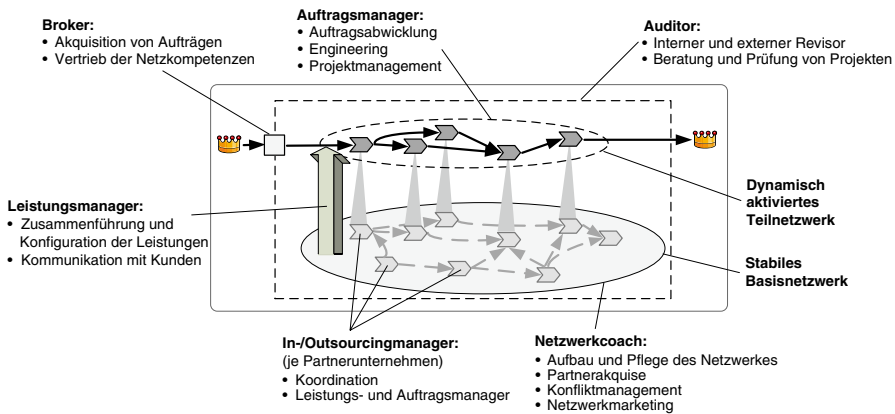 Broker:
• Akquisition von Aufträgen
• Vertrieb der Netzkompetenzen
Auftragsmanager:
• Auftragsabwicklung
• Engineering
• Projektmanagement
Auditor:
• Interner und externer Revisor
• Beratung und Prüfung von Projekten
Leistungsmanager:
• Zusammenführung und
Konfiguration der Leistungen
• Kommunikation mit Kunden
Dynamisch
aktiviertes
Teilnetzwerk
Stabiles
Basisnetzwerk
In-/Outsourcingmanager:
(je Partnerunternehmen)
• Koordination
• Leistungs- und Auftragsmanager
Netzwerkcoach:
• Aufbau und Pflege des Netzwerkes
• Partnerakquise
• Konfliktmanagement
• Netzwerkmarketing